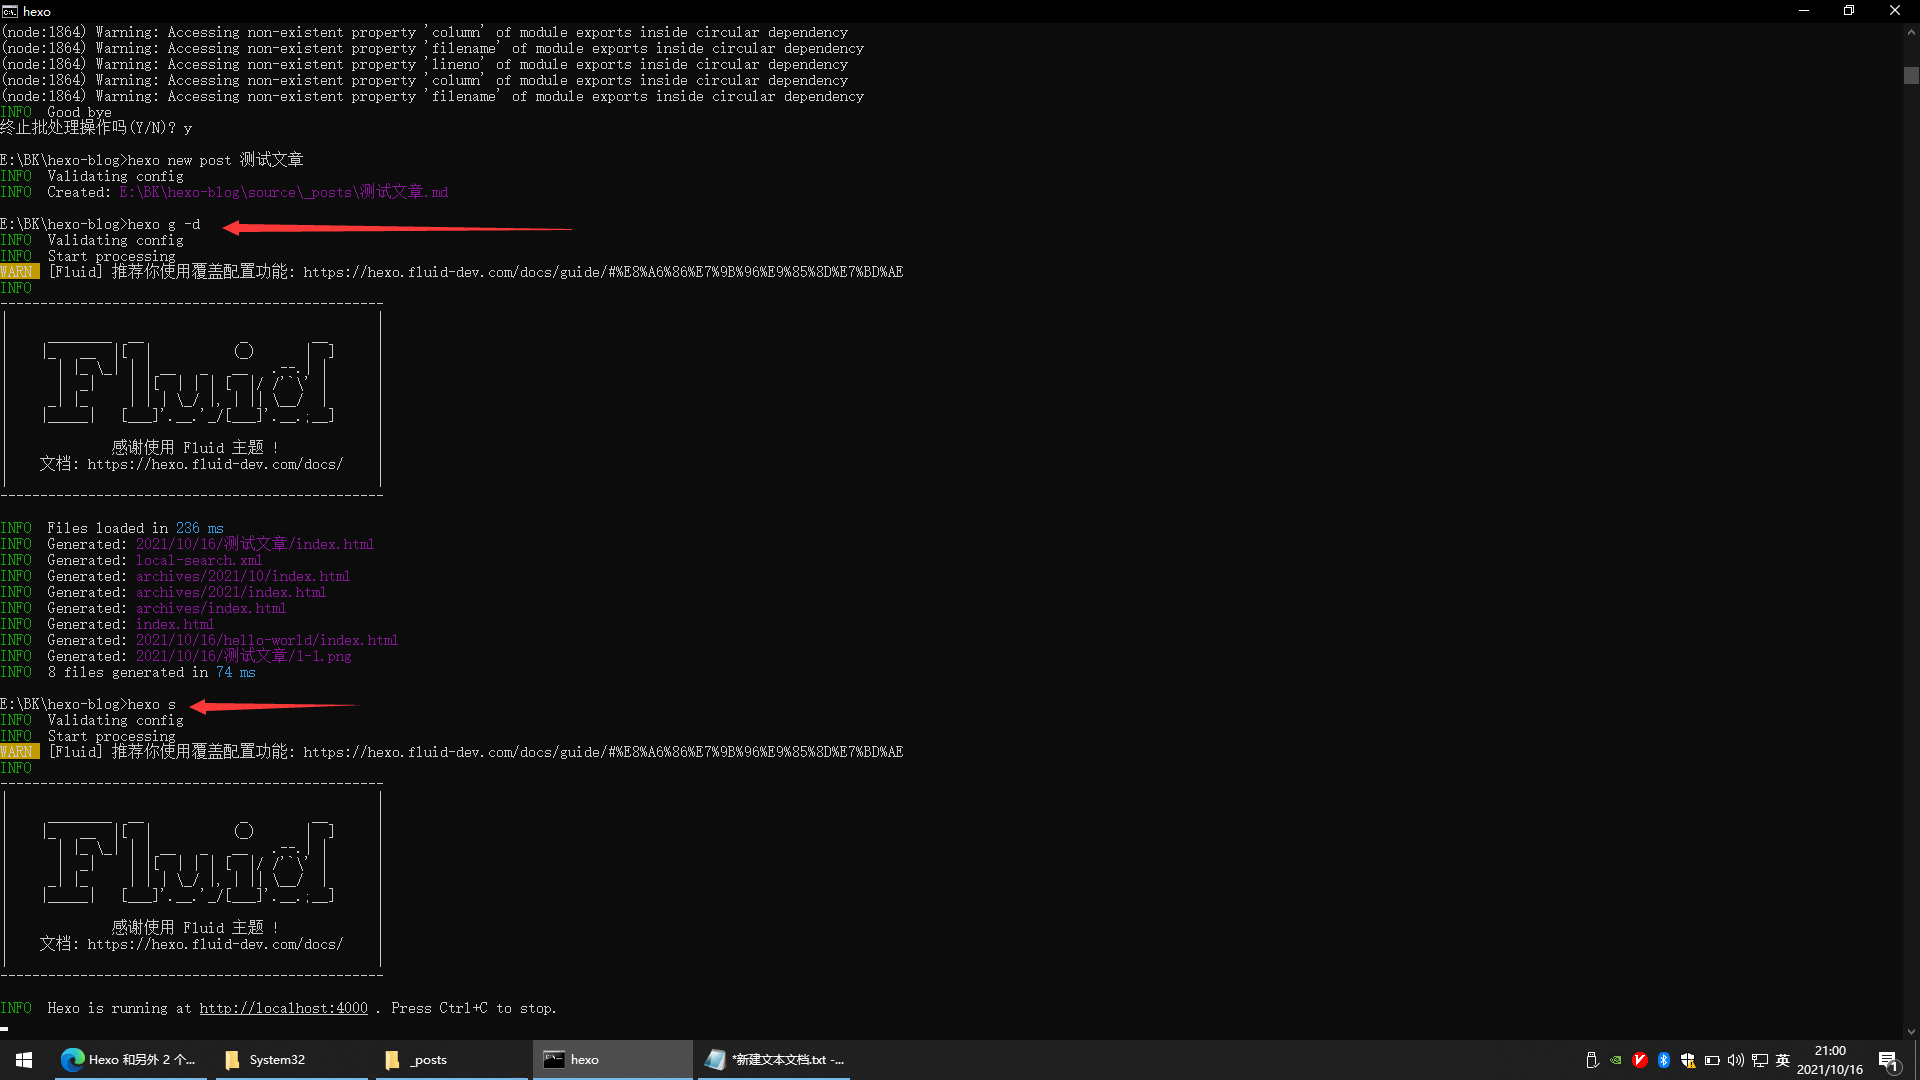 hexo
(node:1864) Warning: Accessing non-existent property 'column' of module exports inside circular dependency
(node:1864) Warning: Accessing non-existent property 'filename' of module exports inside circular dependency
(node:1864) Warning: Accessing non-existent property 'lineno' of module exports inside circular dependency
(node:1864) Warning: Accessing non-existent property 'column' of module exports inside circular dependency
(node:1864) Warning: Accessing non-existent property 'filename' of module exports inside circular dependency
INFO  Good bye
终止批处理操作吗(Y/N)? y
E:\BK\hexo-blog>hexo new post 测试文章
INFO  Validating config
INFO  Created: E:\BK\hexo-blog\source\_posts\测试文章.md
E:\BK\hexo-blog>hexo g -d
INFO  Validating config
INFO  Start processing
WARN  [Fluid] 推荐你使用覆盖配置功能: https://hexo.fluid-dev.com/docs/guide/#%E8%A6%86%E7%9B%96%E9%85%8D%E7%BD%AE
INFO
Fluid
感谢使用 Fluid 主题 !
文档: https://hexo.fluid-dev.com/docs/
INFO  Files loaded in 236 ms
INFO  Generated: 2021/10/16/测试文章/index.html
INFO  Generated: local-search.xml
INFO  Generated: archives/2021/10/index.html
INFO  Generated: archives/2021/index.html
INFO  Generated: archives/index.html
INFO  Generated: index.html
INFO  Generated: 2021/10/16/hello-world/index.html
INFO  Generated: 2021/10/16/测试文章/1-1.png
INFO  8 files generated in 74 ms
E:\BK\hexo-blog>hexo s
INFO  Validating config
INFO  Start processing
WARN  [Fluid] 推荐你使用覆盖配置功能: https://hexo.fluid-dev.com/docs/guide/#%E8%A6%86%E7%9B%96%E9%85%8D%E7%BD%AE
INFO
Fluid
感谢使用 Fluid 主题 !
文档: https://hexo.fluid-dev.com/docs/
INFO  Hexo is running at http://localhost:4000 . Press Ctrl+C to stop.
Hexo 和另外 2 个... System32 _posts hexo *新建文本文档.txt -... 英 21:00
2021/10/16 1